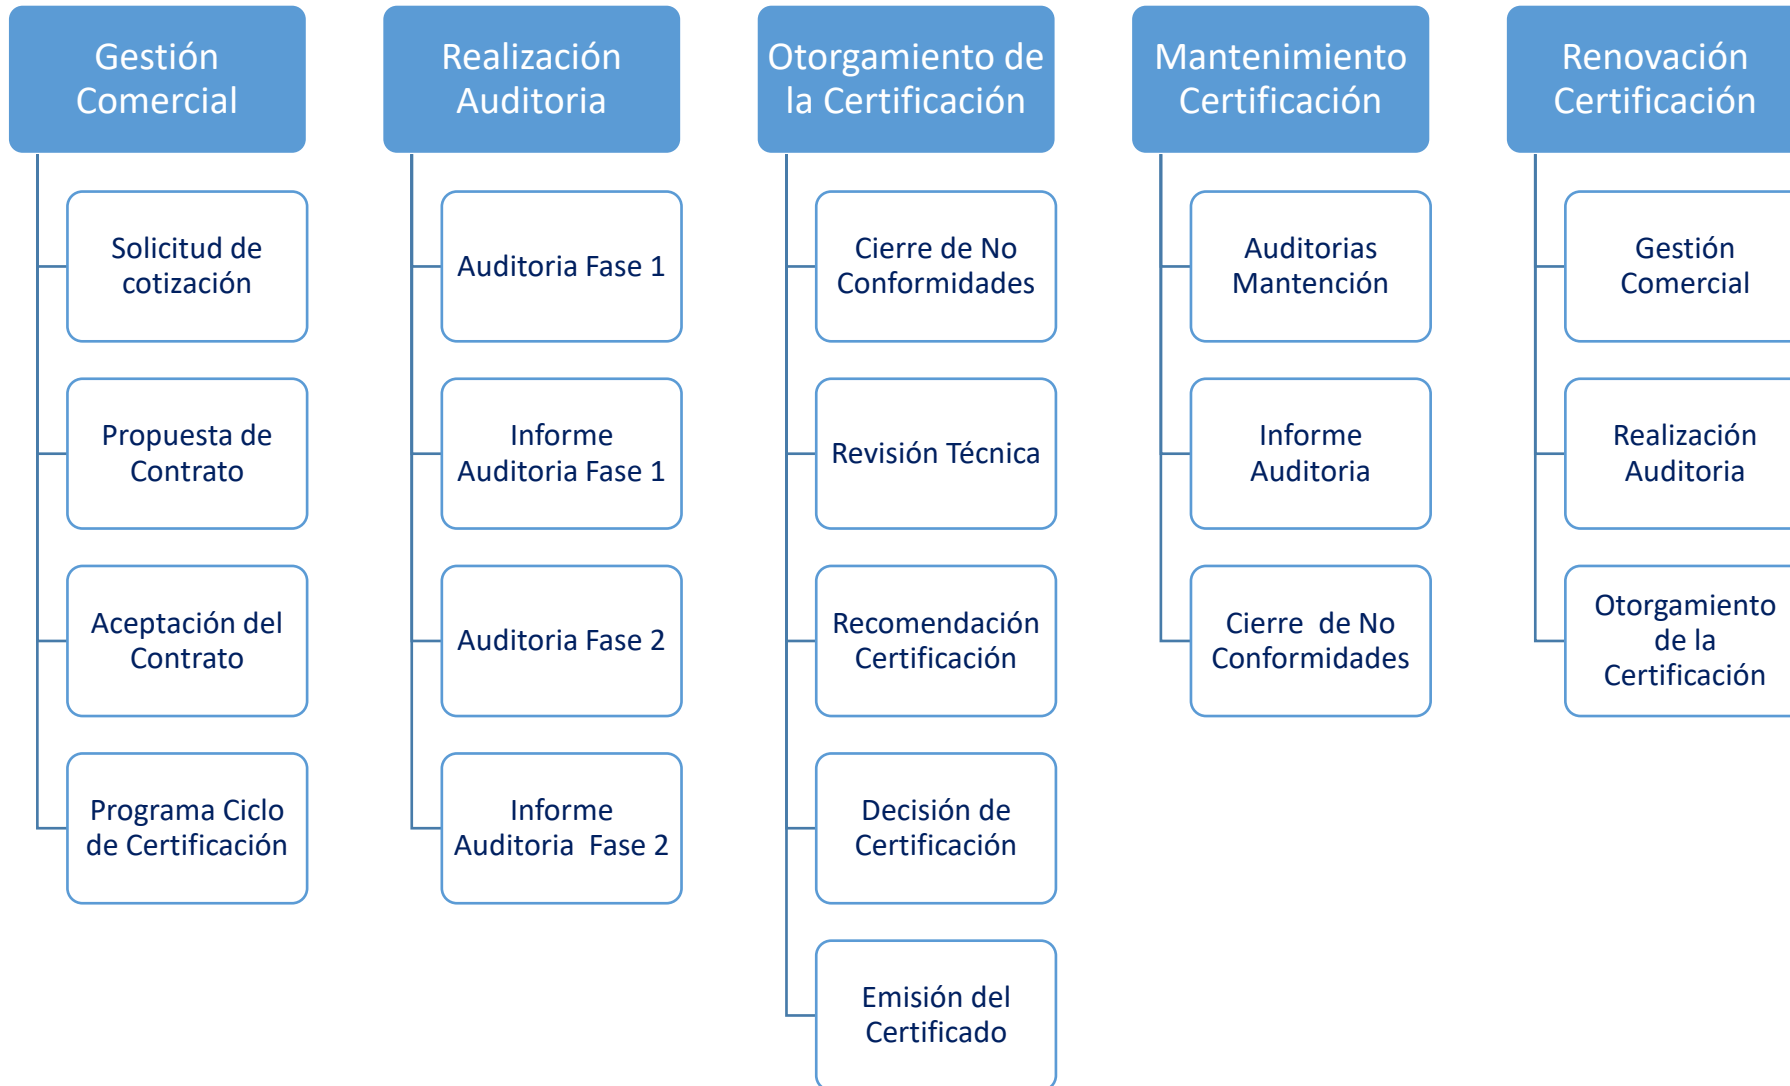 Gestión
Comercial
Solicitud de
cotización
Propuesta de
Contrato
Aceptación del
Contrato
Programa Ciclo
de Certificación
Realización
Auditoria
Auditoria Fase 1
Informe
Auditoria Fase 1
Auditoria Fase 2
Informe
Auditoria  Fase 2
Otorgamiento de
la Certificación
Cierre de No
Conformidades
Revisión Técnica
Recomendación
Certificación
Decisión de
Certificación
Emisión del
Certificado
Mantenimiento
Certificación
Auditorias
Mantención
Informe
Auditoria
Cierre  de No
Conformidades
Renovación
Certificación
Gestión
Comercial
Realización
Auditoria
Otorgamiento
de la
Certificación